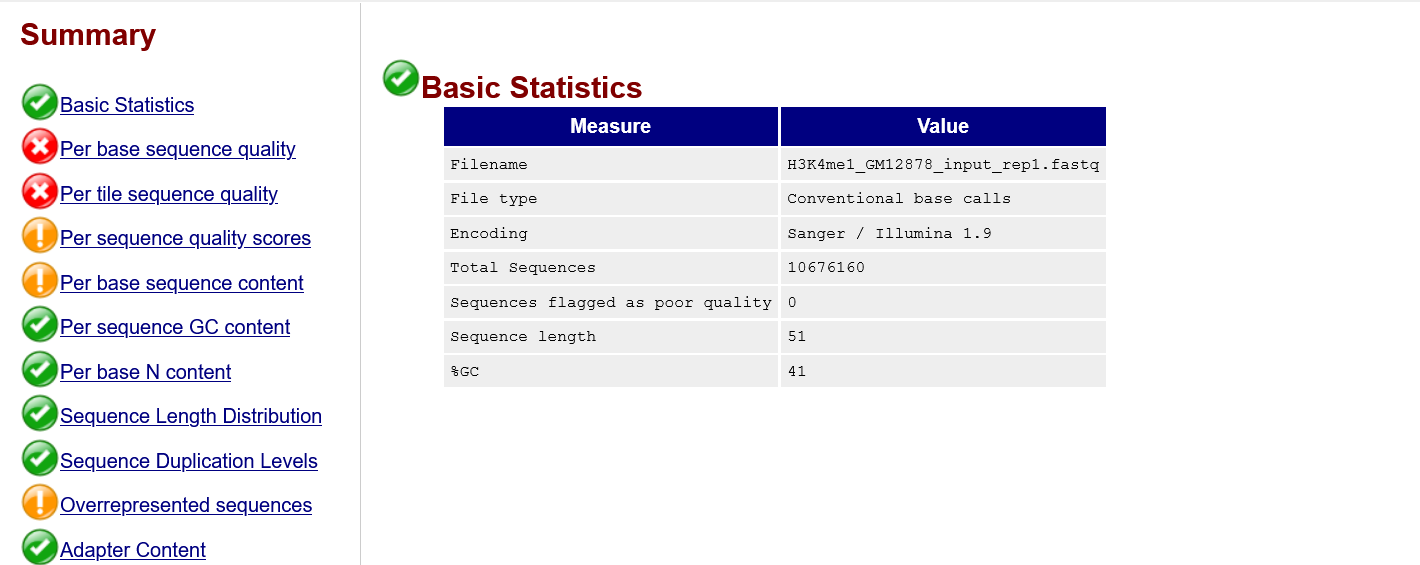 Summary
Basic Statistics
Per base sequence quality
Per tile sequence quality
Per sequence quality scores
Per base sequence content
Per sequence GC content
Per base N content
Sequence Length Distribution
Sequence Duplication Levels
Overrepresented sequences
Adapter Content
Basic Statistics
Measure Value
Filename H3K4me1_GM12878_input_rep1.fastq
File type Conventional base calls
Encoding Sanger / Illumina 1.9
Total Sequences 10676160
Sequences flagged as poor quality 0
Sequence length 51
%GC 41